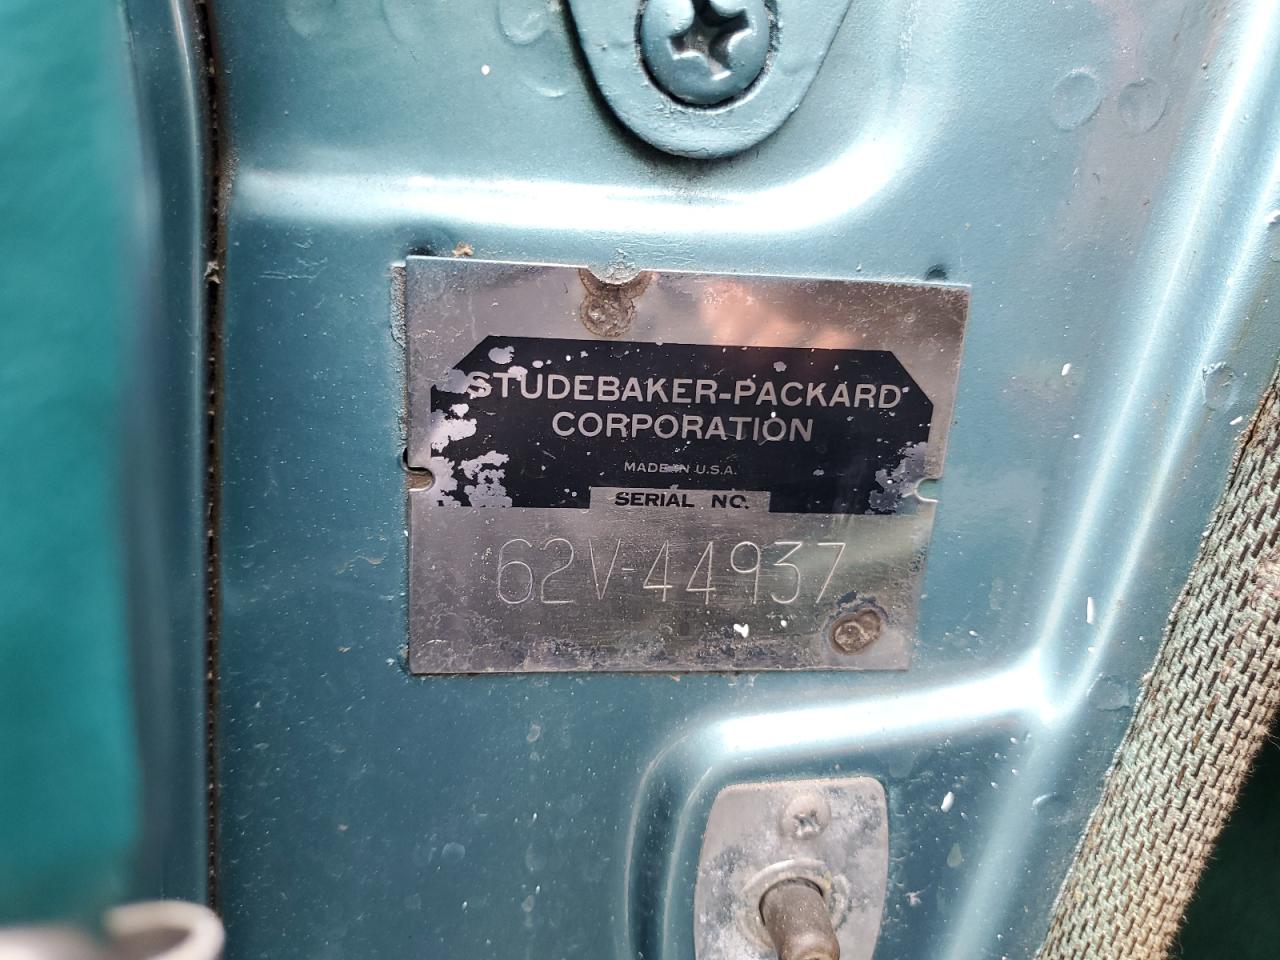 STUDEBAKER-PACKARD
CORPORATION
MADE IN U.S.A.
SERIAL NO.
62V-44937